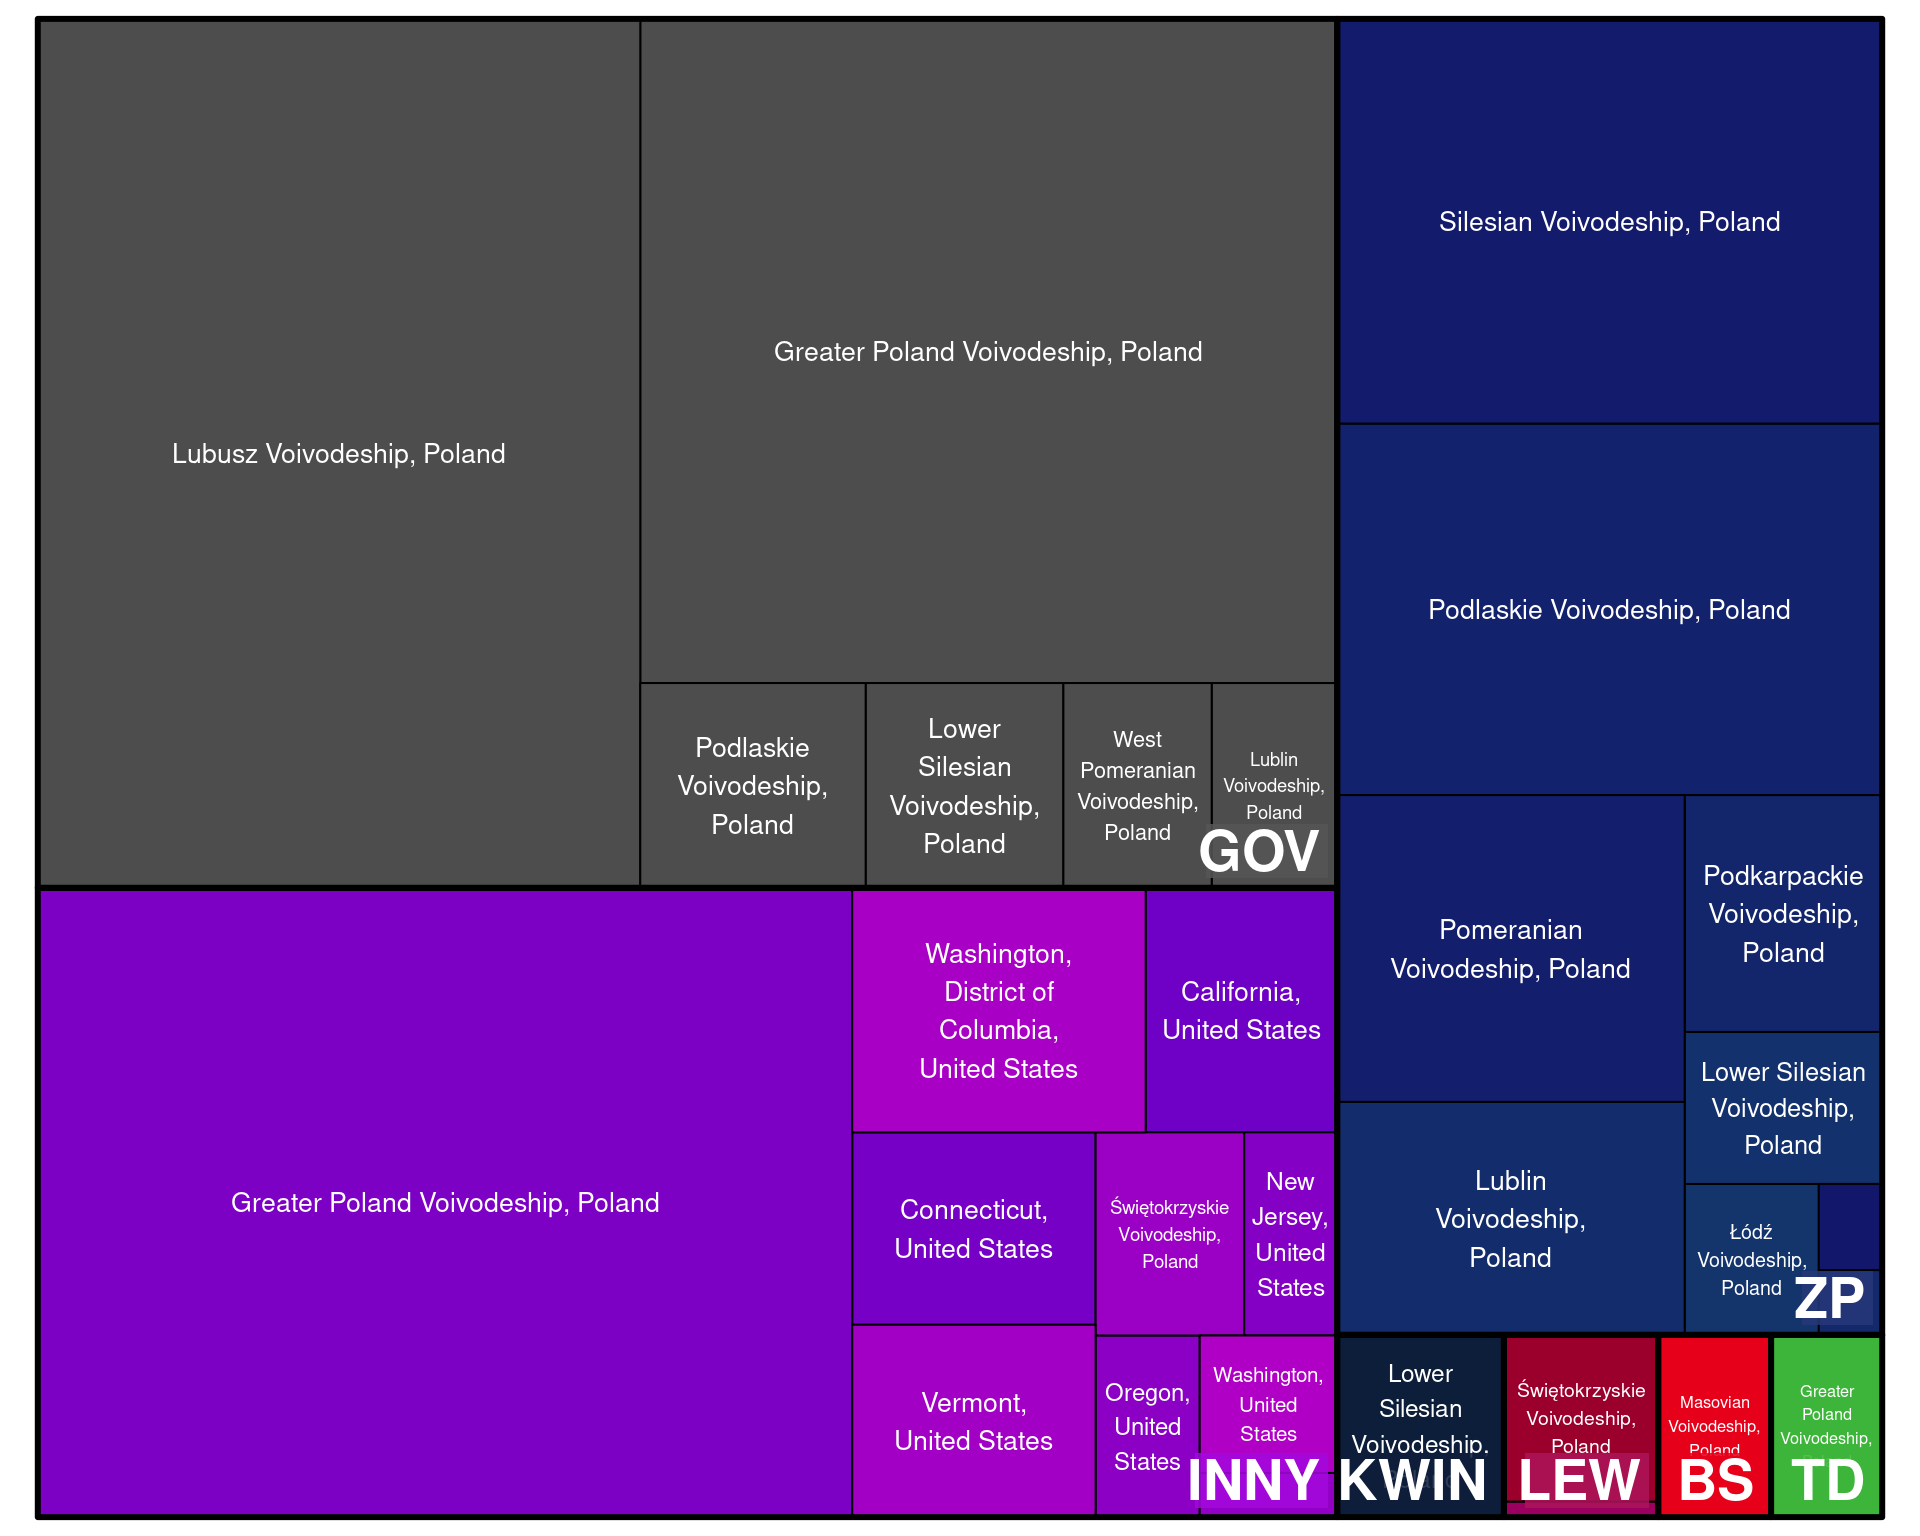 Lubusz Voivodeship, Poland
Greater Poland Voivodeship, Poland
Podlaskie
Voivodeship,
Poland
Lower
Silesian
Voivodeship,
Poland
West
Pomeranian
Voivodeship,
Poland
Lublin
Voivodeship,
Poland
GOV
Greater Poland Voivodeship, Poland
Washington,
District of
Columbia,
United States
California,
United States
Connecticut,
United States
Świętokrzyskie
Voivodeship,
Poland
New
Jersey,
United
States
Vermont,
United States
Oregon,
United
States
Washington,
United
States
INNY
Silesian Voivodeship, Poland
Podlaskie Voivodeship, Poland
Pomeranian
Voivodeship, Poland
Podkarpackie
Voivodeship,
Poland
Lower Silesian
Voivodeship,
Poland
Lublin
Voivodeship,
Poland
Łódź
Voivodeship,
Poland
ZP
Lower
Silesian
Voivodeship,
KWIN
Świętokrzyskie
Voivodeship,
Poland
LEW
Masovian
Voivodeship,
Poland
BS
Greater
Poland
Voivodeship,
TD